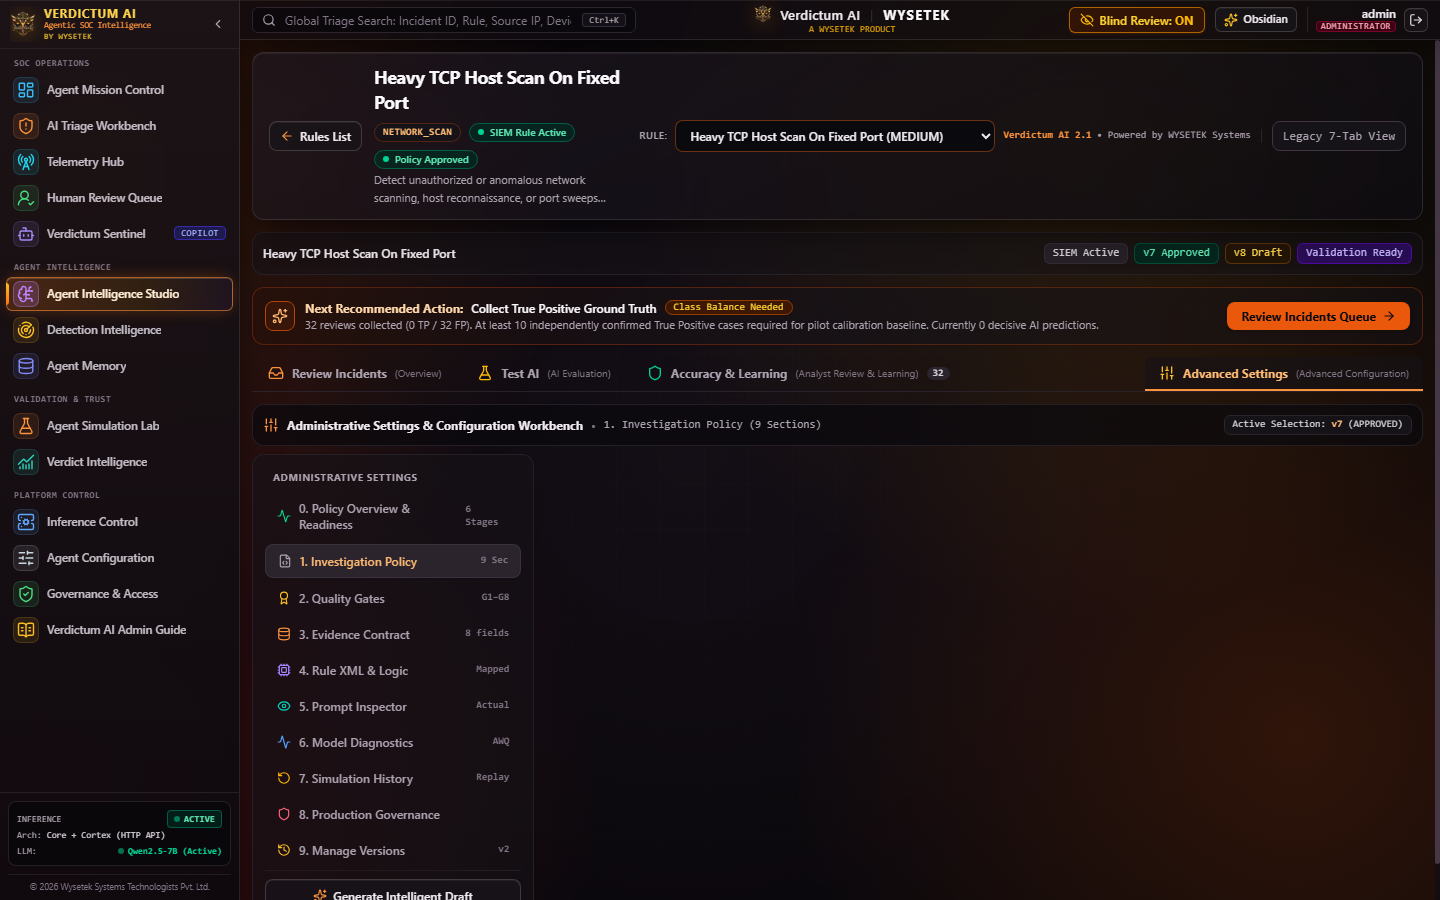 VERDICTUM AI
Agentic SOC Intelligence
BY WYSETEK
Global Triage Search: Incident ID, Rule, Source IP, Devi
Ctrl+K
Verdictum AI
WYSETEK
A WYSETEK PRODUCT
Blind Review: ON
Obsidian
admin
ADMINISTRATOR
SOC OPERATIONS
Agent Mission Control
AI Triage Workbench
Telemetry Hub
Human Review Queue
Verdictum Sentinel
COPILOT
AGENT INTELLIGENCE
Agent Intelligence Studio
Detection Intelligence
Agent Memory
VALIDATION & TRUST
Agent Simulation Lab
Verdict Intelligence
PLATFORM CONTROL
Inference Control
Agent Configuration
Governance & Access
Verdictum AI Admin Guide
INFERENCE
ACTIVE
Arch: Core + Cortex (HTTP API)
LLM:
Qwen2.5-7B (Active)
© 2026 Wysetek Systems Technologists Pvt. Ltd.
Rules List
Heavy TCP Host Scan On Fixed
Port
NETWORK_SCAN
SIEM Rule Active
Policy Approved
Detect unauthorized or anomalous network
scanning, host reconnaissance, or port sweeps...
RULE:
Heavy TCP Host Scan On Fixed Port (MEDIUM)
Verdictum AI 2.1 • Powered by WYSETEK Systems
Legacy 7-Tab View
Heavy TCP Host Scan On Fixed Port
SIEM Active
v7 Approved
v8 Draft
Validation Ready
Next Recommended Action: Collect True Positive Ground Truth
Class Balance Needed
32 reviews collected (0 TP / 32 FP). At least 10 independently confirmed True Positive cases required for pilot calibration baseline. Currently 0 decisive AI predictions.
Review Incidents Queue
Review Incidents (Overview)
Test AI (AI Evaluation)
Accuracy & Learning (Analyst Review & Learning) 32
Advanced Settings (Advanced Configuration)
Administrative Settings & Configuration Workbench • 1. Investigation Policy (9 Sections)
Active Selection: v7 (APPROVED)
ADMINISTRATIVE SETTINGS
0. Policy Overview &
Readiness
6
Stages
1. Investigation Policy
9 Sec
2. Quality Gates
G1–G8
3. Evidence Contract
8 fields
4. Rule XML & Logic
Mapped
5. Prompt Inspector
Actual
6. Model Diagnostics
AWQ
7. Simulation History
Replay
8. Production Governance
9. Manage Versions
v2
Generate Intelligent Draft